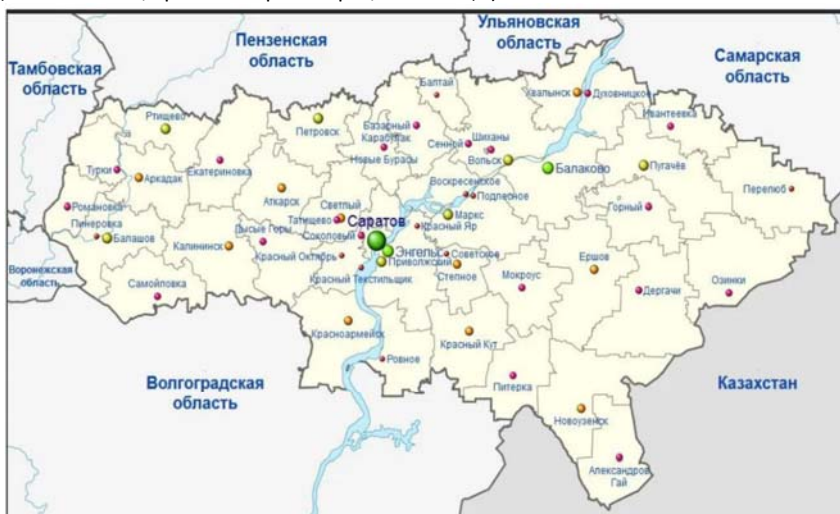 Ульяновская
область
Пензенская
область
Тамбовская
область
Самарская
область
Балтай
Хвалынск
Духовницкое
Ивантеевка
Ртищево
Петровск
Базарный
Карабулак
Сенной
Шиханы
Новые Бурасы
Вольск
Балаково
Пугачёв
Турки
Аркадак
Екатериновка
Аткарск
Воскресенское
Подлесное
Перелюб
Горный
Романовка
Пинеровка
Балашов
Светлый
Татищево
Саратов
Маркс
Красный Яр
Калининск
Лысые Горы
Соколовый
Энгельс
Воронежская
область
Красный Октябрь
Приволжский
Советское
Степное
Мокроус
Ершов
Самойловка
Красный Текстильщик
Дергачи
Озинки
Красноармейск
Красный Кут
Ровное
Волгоградская
область
Питерка
Казахстан
Новоузенск
Александров
Гай